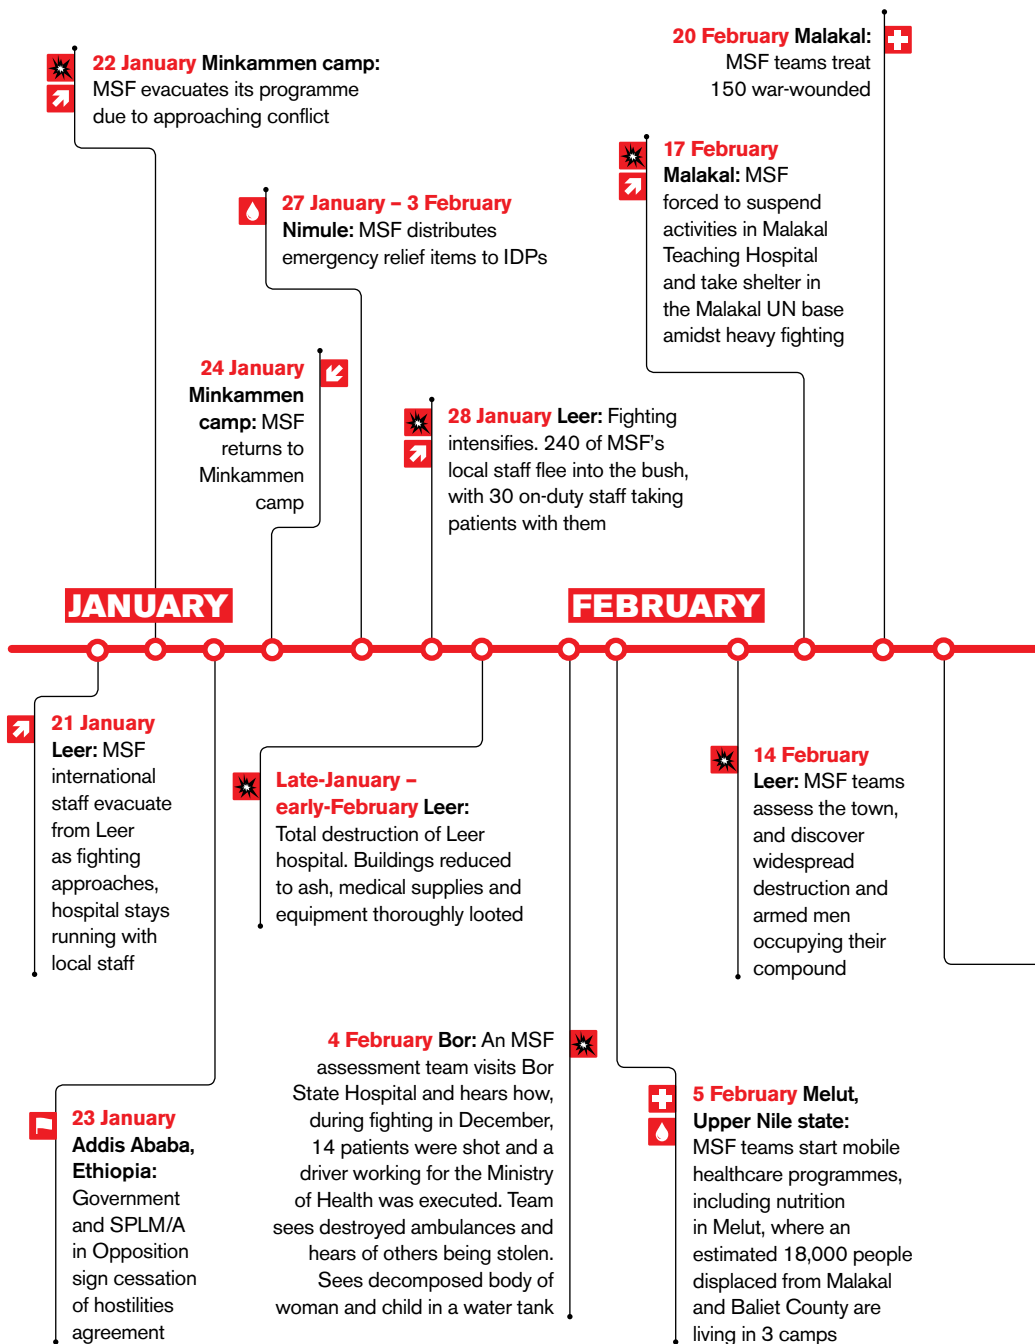 22 January Minkammen camp:
MSF evacuates its programme
due to approaching conflict
20 February Malakal:
MSF teams treat
150 war-wounded
17 February
Malakal: MSF
forced to suspend
activities in Malakal
Teaching Hospital
and take shelter in
the Malakal UN base
amidst heavy fighting
27 January – 3 February
Nimule: MSF distributes
emergency relief items to IDPs
24 January
Minkammen
camp: MSF
returns to
Minkammen
camp
28 January Leer: Fighting
intensifies. 240 of MSF's
local staff flee into the bush,
with 30 on-duty staff taking
patients with them
JANUARY
FEBRUARY
21 January
Leer: MSF
international
staff evacuate
from Leer
as fighting
approaches,
hospital stays
running with
local staff
Late-January –
early-February Leer:
Total destruction of Leer
hospital. Buildings reduced
to ash, medical supplies and
equipment thoroughly looted
14 February
Leer: MSF teams
assess the town,
and discover
widespread
destruction and
armed men
occupying their
compound
23 January
Addis Ababa,
Ethiopia:
Government
and SPLM/A
in Opposition
sign cessation
of hostilities
agreement
4 February Bor: An MSF
assessment team visits Bor
State Hospital and hears how,
during fighting in December,
14 patients were shot and a
driver working for the Ministry
of Health was executed. Team
sees destroyed ambulances and
hears of others being stolen.
Sees decomposed body of
woman and child in a water tank
5 February Melut,
Upper Nile state:
MSF teams start mobile
healthcare programmes,
including nutrition
in Melut, where an
estimated 18,000 people
displaced from Malakal
and Baliet County are
living in 3 camps